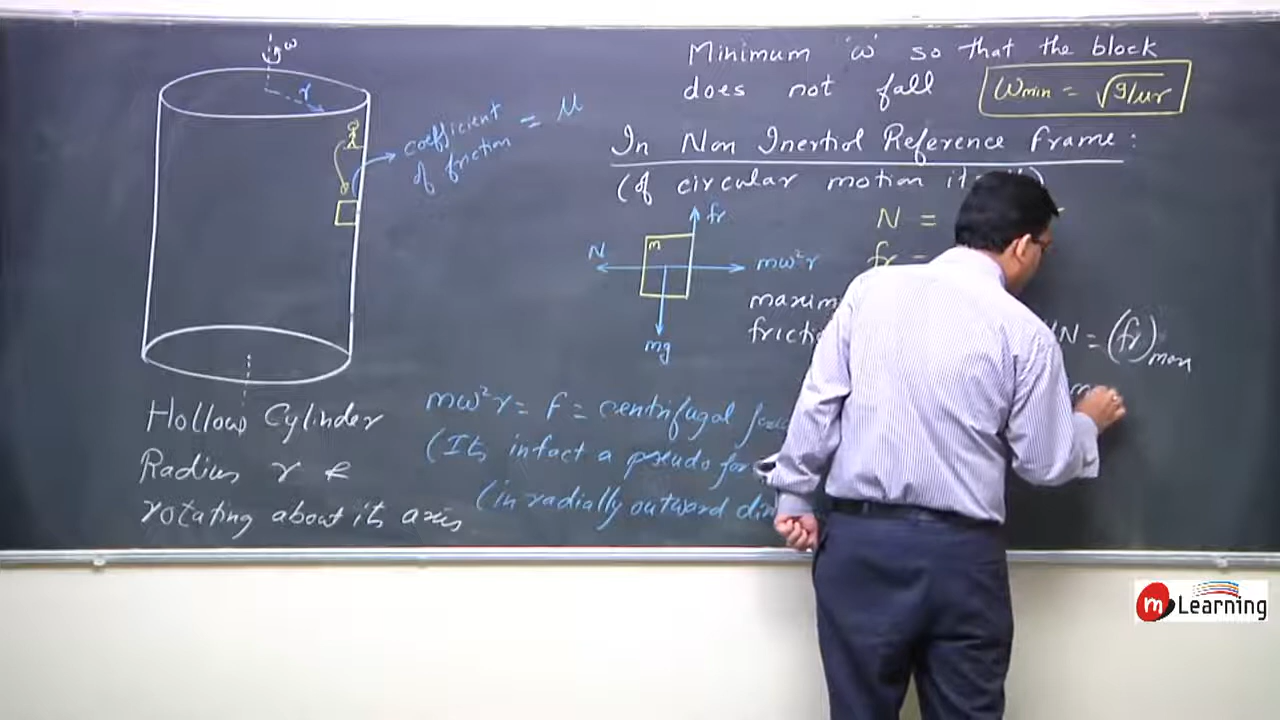 ω
r
coefficient
of friction = μ
Hollow Cylinder
Radius r &
rotating about its axis
Minimum 'ω' so that the block
does not fall
ωmin = √g/μr
In Non Inertial Reference Frame :
(Of circular motion
N
fr
m
mω²r
mg
N =
fr =
N = (fr)max
m
mω²r = F = centrifugal
(Its infact a pseudo
(in radially outward
m Learning